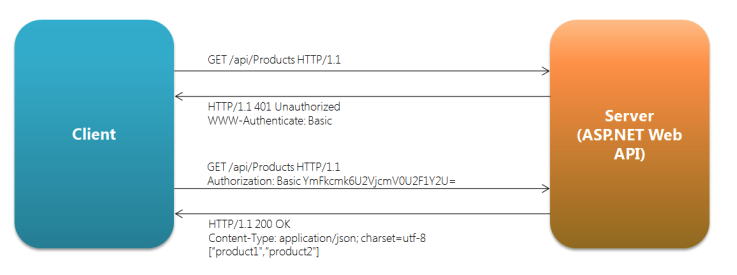 GET /api/Products HTTP/1.1
HTTP/1.1 401 Unauthorized
WWW-Authenticate: Basic
Client
Server
(ASP.NET Web
API)
GET /api/Products HTTP/1.1
Authorization: Basic YmFkcmk6U2VjcmV0U2F1Y2U=
HTTP/1.1 200 OK
Content-Type: application/json; charset=utf-8
["product1","product2"]